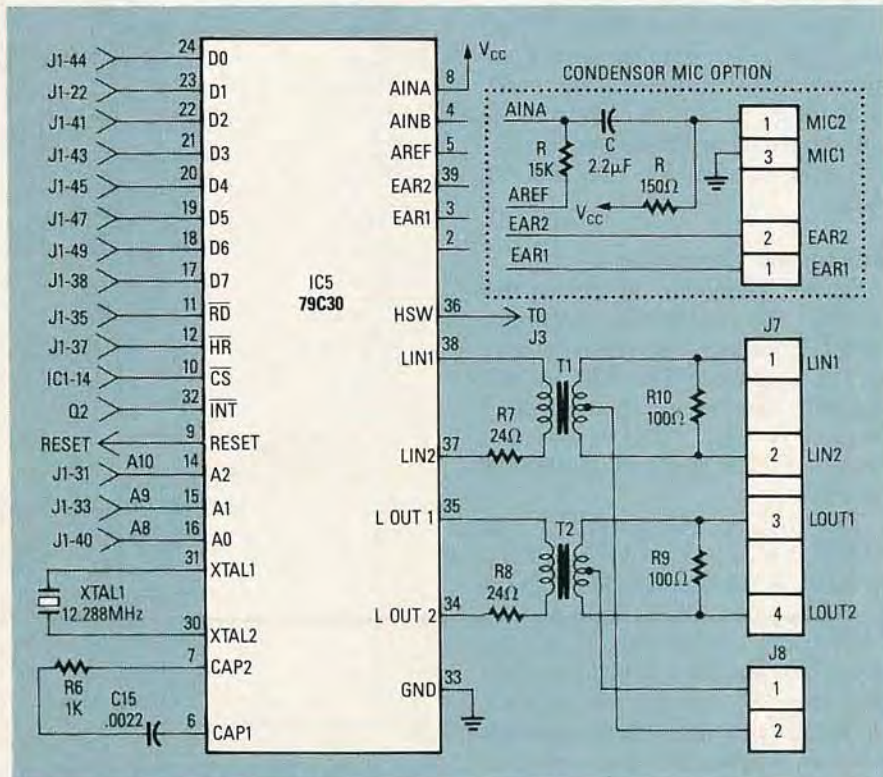 24
J1-44
D0
23
J1-22
D1
22
J1-41
D2
21
J1-43
D3
20
J1-45
D4
19
J1-47
D5
18
J1-49
D6
17
J1-38
D7
11
J1-35
RD
12
J1-37
HR
10
IC1-14
CS
32
Q2
INT
9
RESET
RESET
14
J1-31
A10
A2
15
J1-33
A9
A1
16
J1-40
A8
A0
31
XTAL1
XTAL1
12.288MHz
30
XTAL2
7
CAP2
R6
1K
C15
.0022
6
CAP1
IC5
79C30
VCC
AINA
8
AINB
4
AREF
5
EAR2
39
EAR1
3
2
HSW
36
TO
J3
LIN1
38
LIN2
37
L OUT 1
35
L OUT 2
34
GND
33
T1
R7
24Ω
R10
100Ω
T2
R8
24Ω
R9
100Ω
CONDENSOR MIC OPTION
AINA
R
15K
C
2.2µF
R
150Ω
AREF
VCC
EAR2
EAR1
1 MIC2
3 MIC1
2 EAR2
1 EAR1
J7
1 LIN1
2 LIN2
3 LOUT1
4 LOUT2
J8
1
2